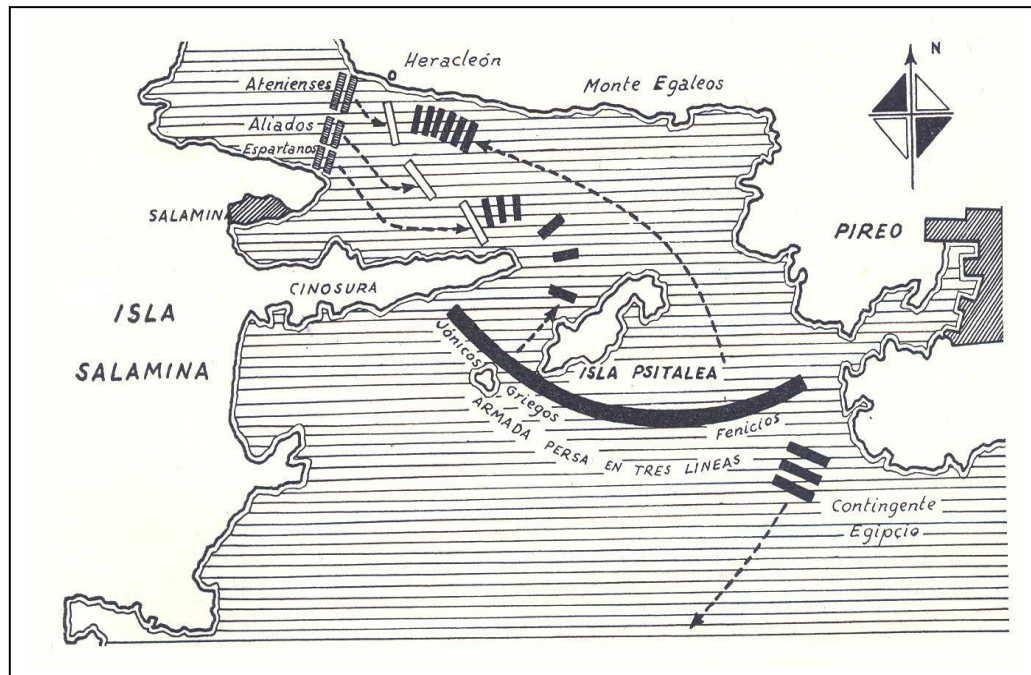 N
Heracleón
Monte Egaleos
Atenienses
Aliados
Espartanos
SALAMINA
PIREO
CINOSURA
ISLA
SALAMINA
Jónicos
ISLA PSITALEA
Griegos
Fenicios
ARMADA PERSA EN TRES LINEAS
Contingente
Egipçio